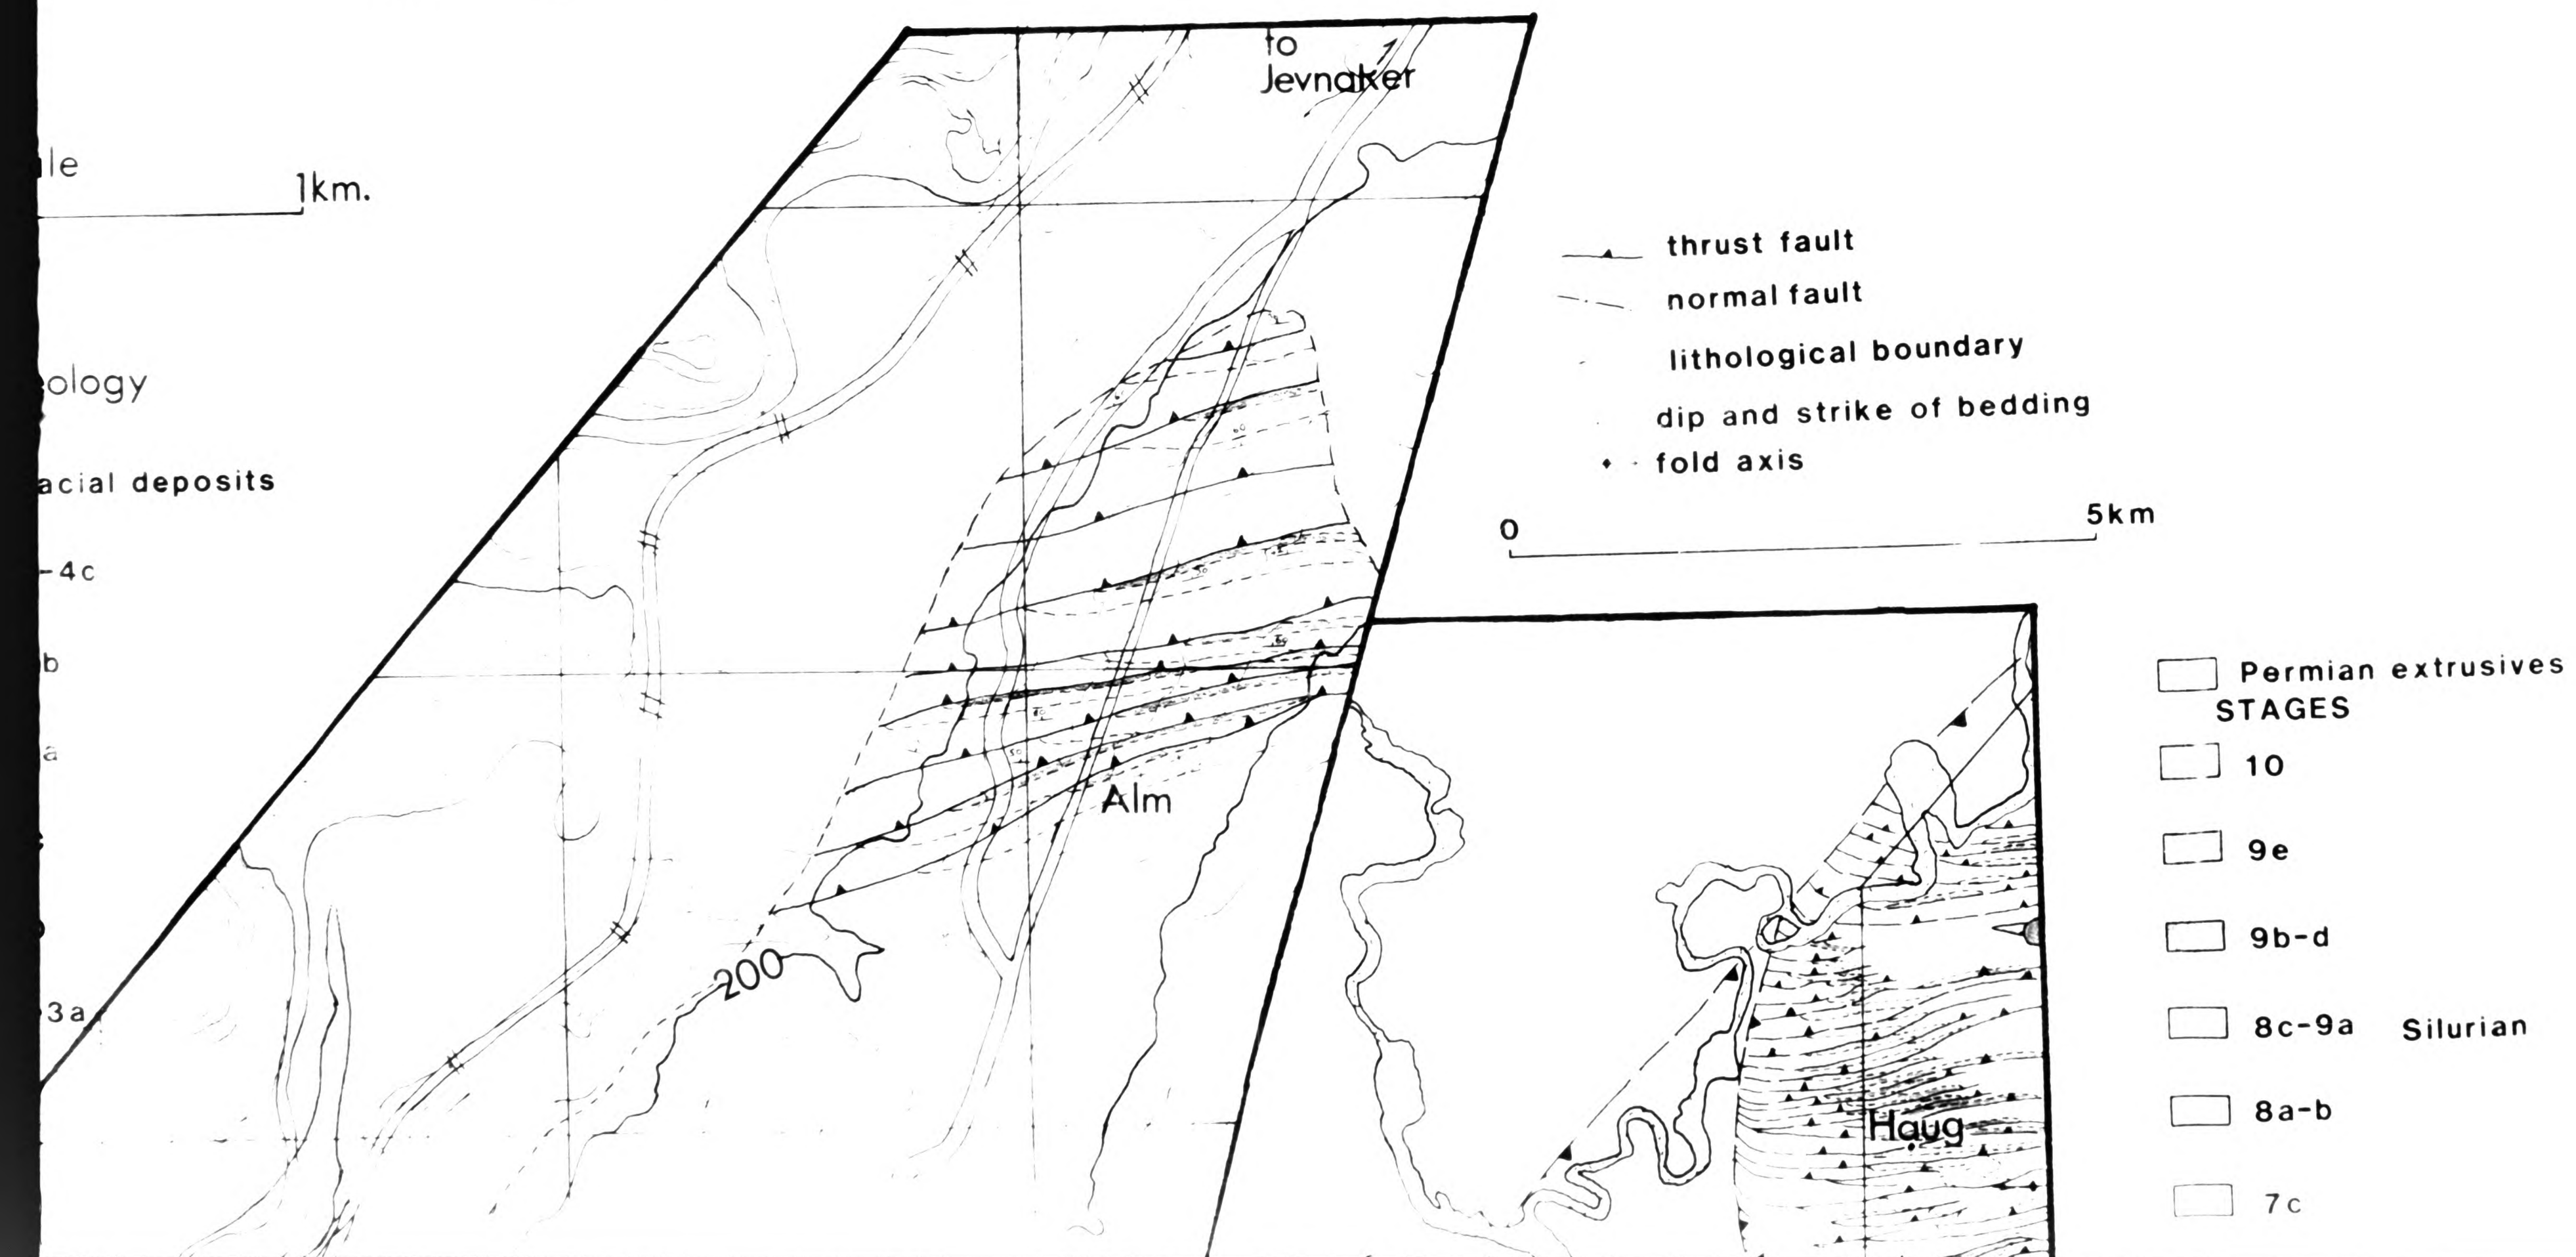 to
Jevnaker
1km.
thrust fault
normal fault
lithological boundary
dip and strike of bedding
fold axis
0 5km
ology
acial deposits
-4c
b
a
3a
Alm
200
Haug
Permian extrusives
STAGES
10
9e
9b-d
8c-9a Silurian
8a-b
7c